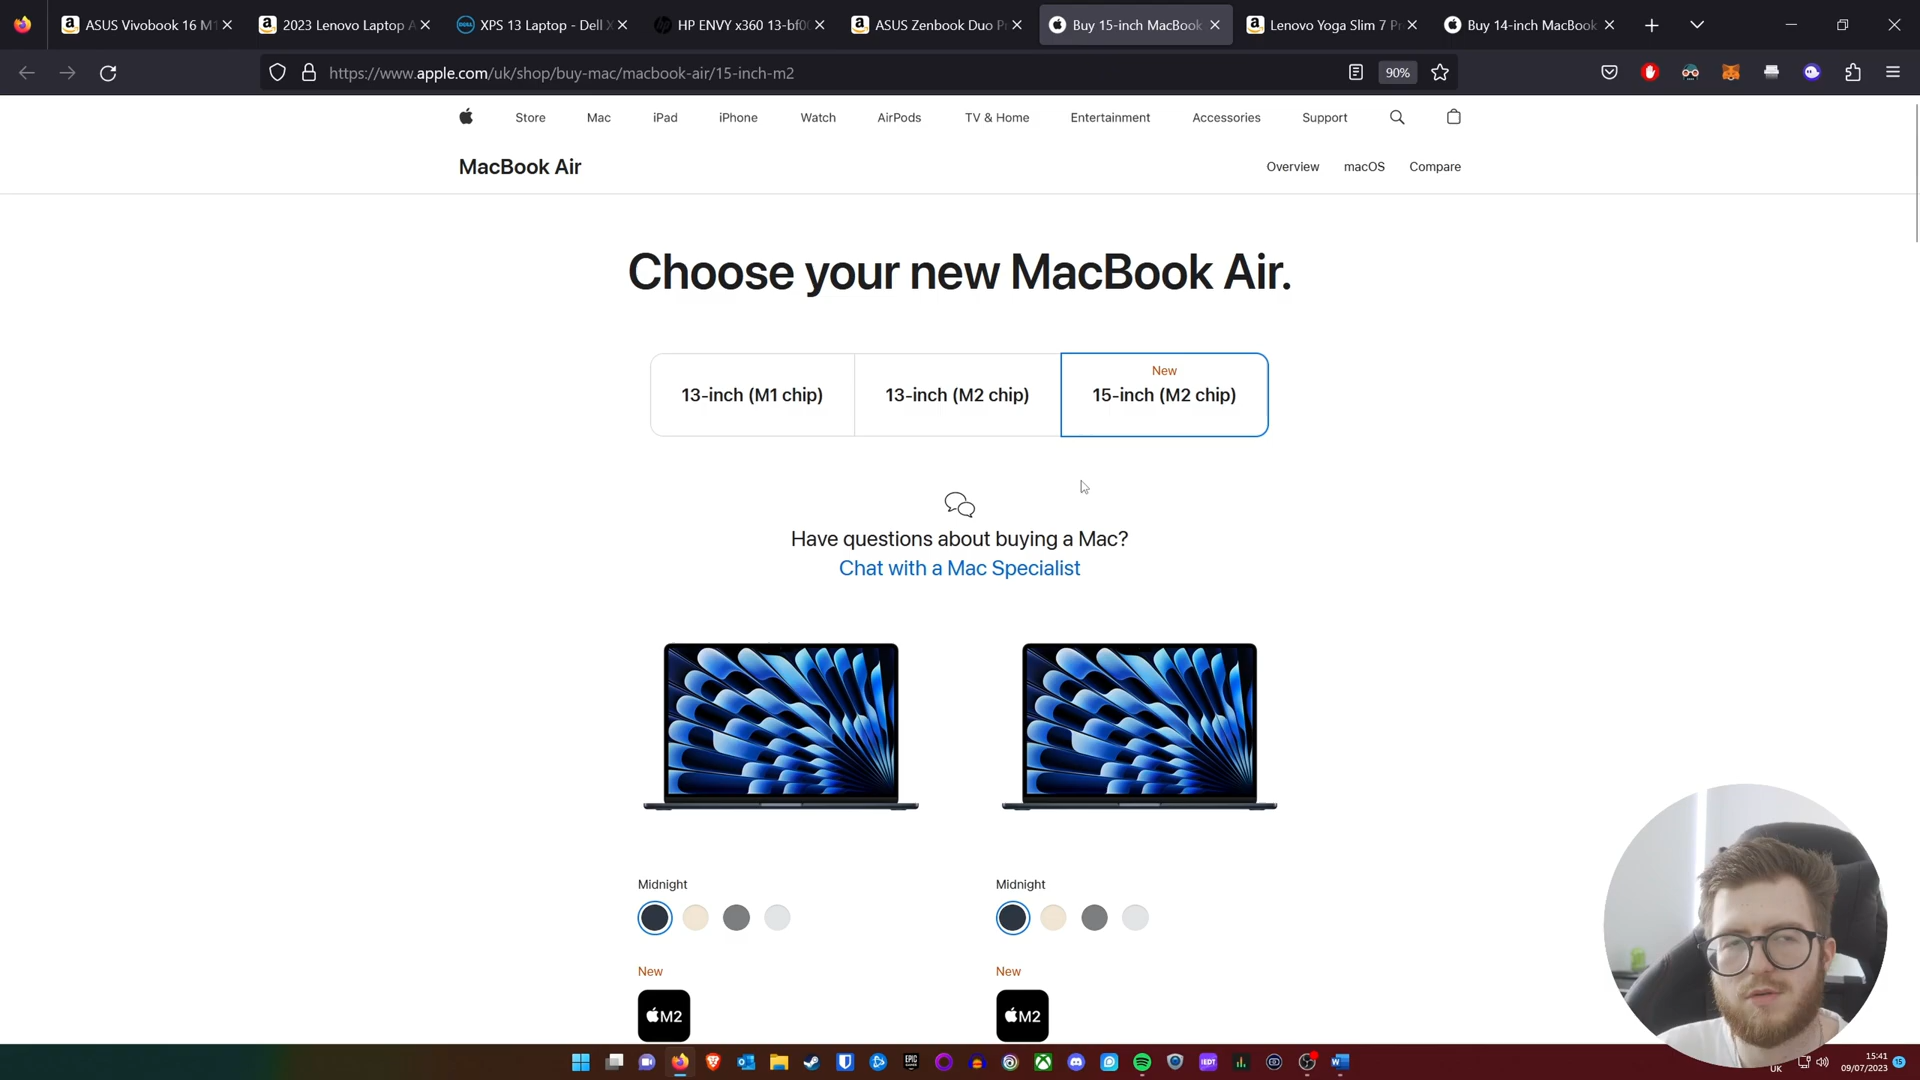 ASUS Vivobook 16 M1
2023 Lenovo Laptop A
XPS 13 Laptop - Dell X
HP ENVY x360 13-bf0
ASUS Zenbook Duo P
Buy 15-inch MacBook
Lenovo Yoga Slim 7 P
Buy 14-inch MacBook
https://www.apple.com/uk/shop/buy-mac/macbook-air/15-inch-m2
90%
Store Mac iPad iPhone Watch AirPods TV & Home Entertainment Accessories Support
MacBook Air
Overview macOS Compare
Choose your new MacBook Air.
13-inch (M1 chip)
13-inch (M2 chip)
New
15-inch (M2 chip)
Have questions about buying a Mac?
Chat with a Mac Specialist
Midnight
Midnight
New
New
M2
M2
EPIC
15:41
UK
09/07/2023
15